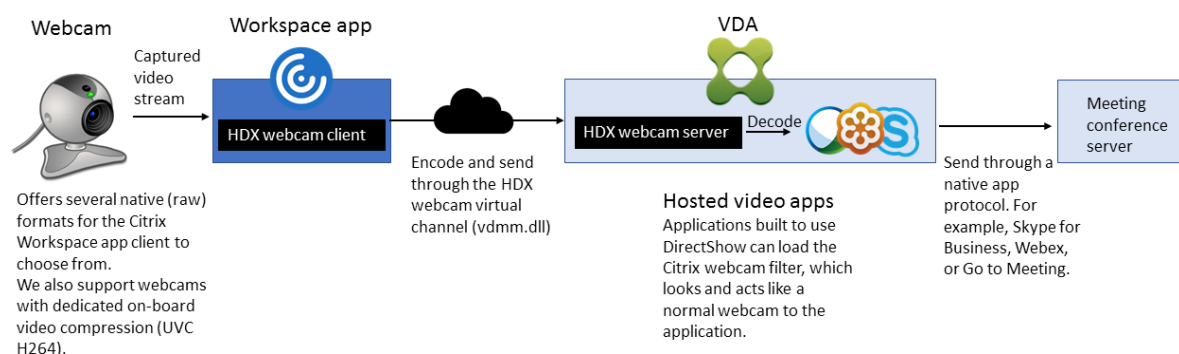 Webcam
Workspace app
VDA
Captured
video
stream
HDX webcam client
HDX webcam server
Decode
S
Meeting
conference
server
Encode and send
through the HDX
webcam virtual
channel (vdmm.dll)
Send through a
native app
protocol. For
example, Skype for
Business, Webex,
or Go to Meeting.
Offers several native (raw)
formats for the Citrix
Workspace app client to
choose from.
We also support webcams
with dedicated on-board
video compression (UVC
H264).
Hosted video apps
Applications built to use
DirectShow can load the
Citrix webcam filter, which
looks and acts like a
normal webcam to the
application.